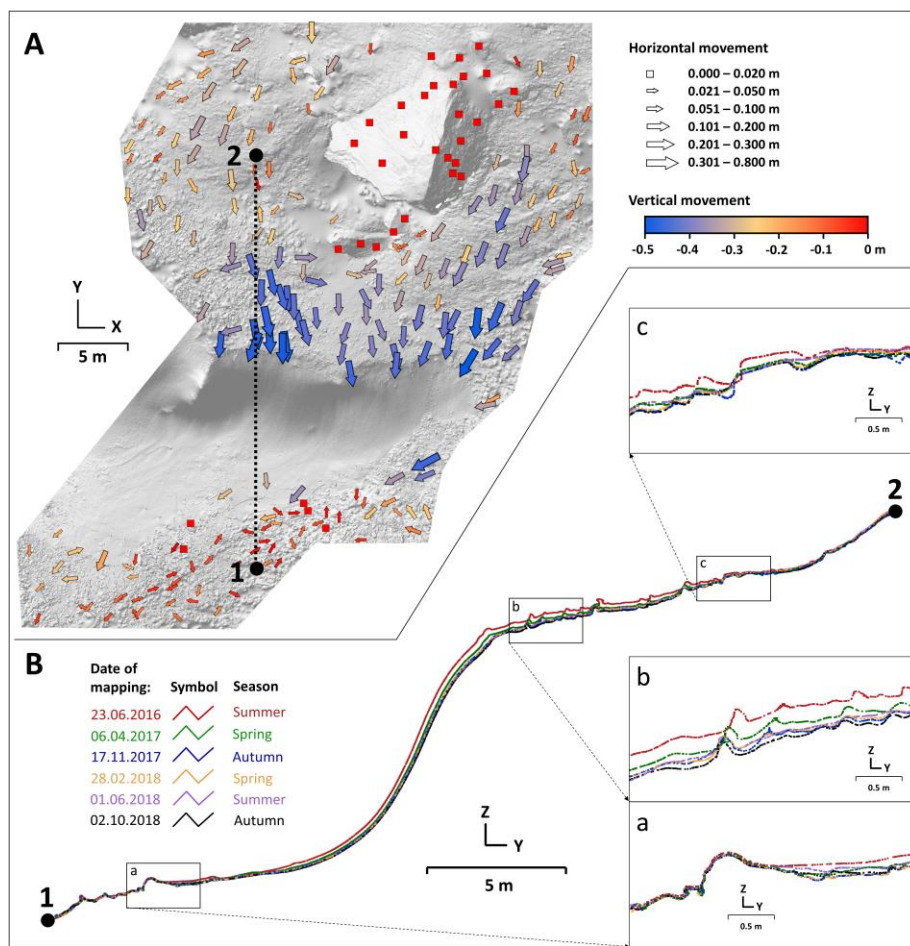 A
Horizontal movement
0.000 – 0.020 m
0.021 – 0.050 m
0.051 – 0.100 m
0.101 – 0.200 m
0.201 – 0.300 m
0.301 – 0.800 m
Vertical movement
-0.5 -0.4 -0.3 -0.2 -0.1 0 m
2
Y
X
5 m
1
c
Z
Y
0.5 m
2
c
b
B
Date of mapping: Symbol Season
23.06.2016 Summer
06.04.2017 Spring
17.11.2017 Autumn
28.02.2018 Spring
01.06.2018 Summer
02.10.2018 Autumn
b
Z
Y
0.5 m
Z
Y
5 m
a
1
a
Z
Y
0.5 m